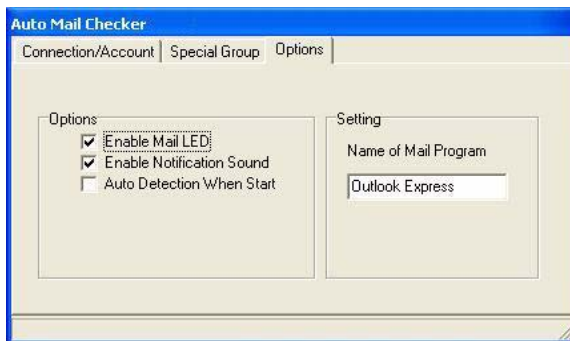 Auto Mail Checker
Connection/Account Special Group Options
Options
Enable Mail LED
Enable Notification Sound
Auto Detection When Start
Setting
Name of Mail Program
Outlook Express